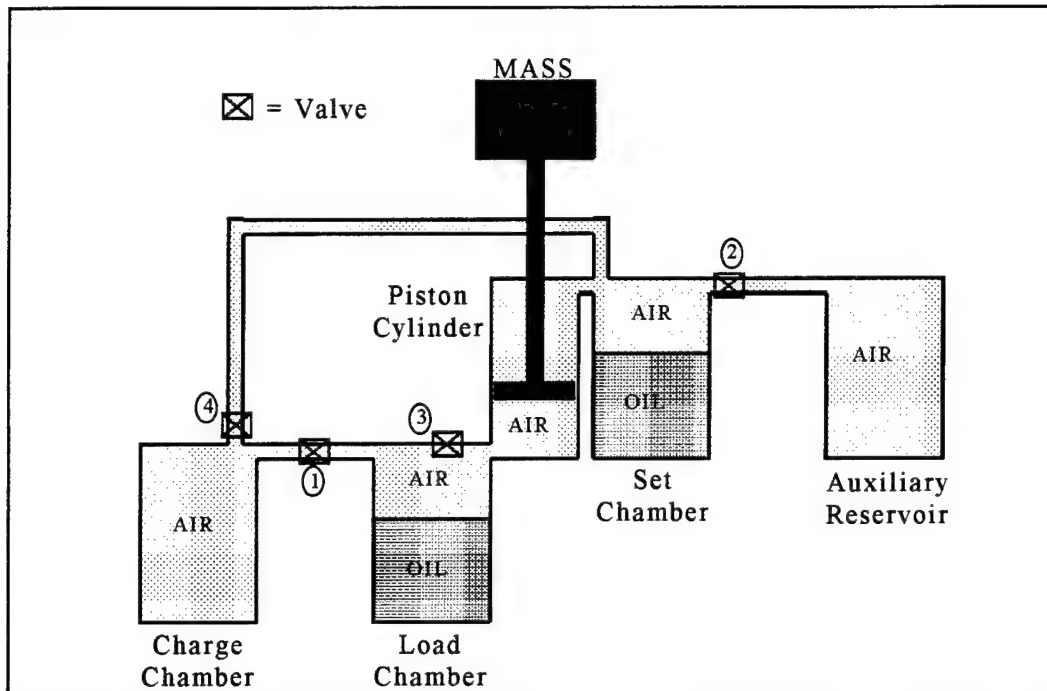 MASS
= Valve
②
Piston
Cylinder
AIR
AIR
④
③
OIL
AIR
①
AIR
Set
Chamber
Auxiliary
Reservoir
AIR
OIL
Charge
Chamber
Load
Chamber